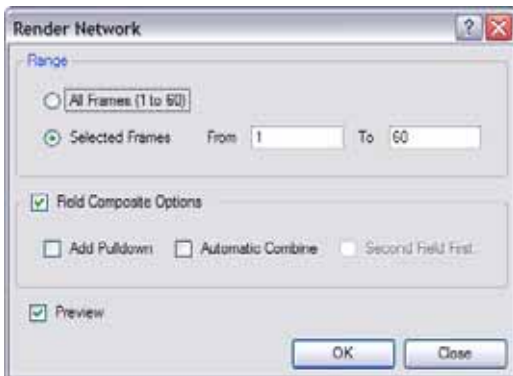 Render Network
Range
All Frames (1 to 60)
Selected Frames From 1 To 60
Field Composite Options
Add Pulldown Automatic Combine Second Field First
Preview
OK Close